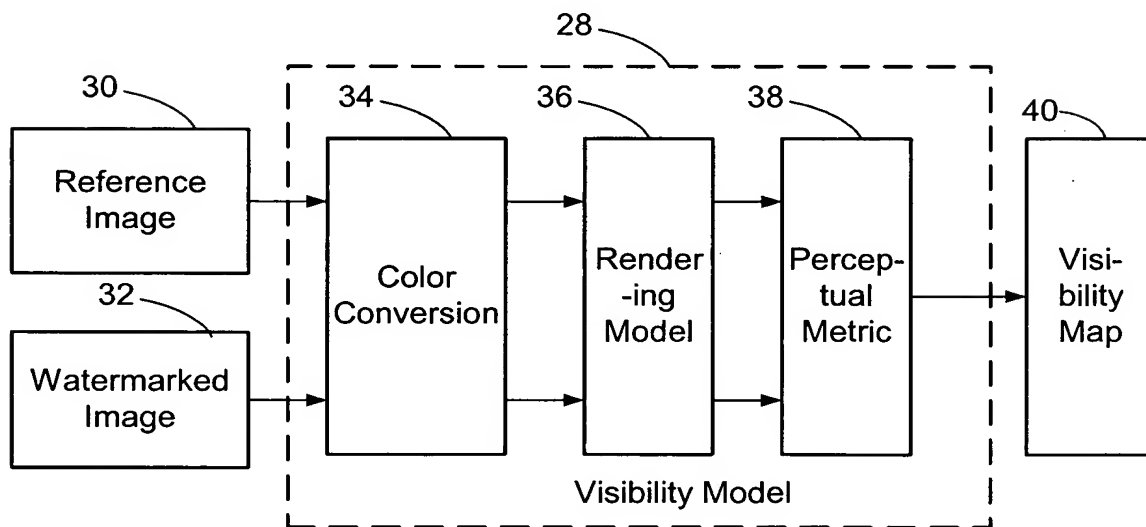 28
30
34
36
38
40
Reference
Image
32
Watermarked
Image
Color
Conversion
Render
-ing
Model
Percep-
tual
Metric
Visi-
bility
Map
Visibility Model